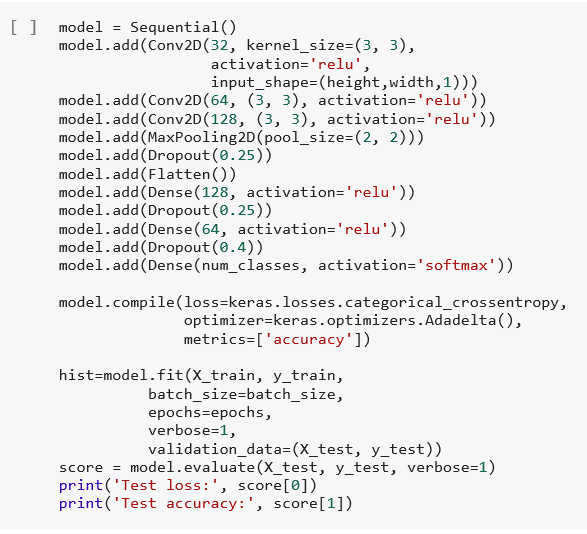 [ ] model = Sequential()
model.add(Conv2D(32, kernel_size=(3, 3),
activation='relu',
input_shape=(height,width,1)))
model.add(Conv2D(64, (3, 3), activation='relu'))
model.add(Conv2D(128, (3, 3), activation='relu'))
model.add(MaxPooling2D(pool_size=(2, 2)))
model.add(Dropout(0.25))
model.add(Flatten())
model.add(Dense(128, activation='relu'))
model.add(Dropout(0.25))
model.add(Dense(64, activation='relu'))
model.add(Dropout(0.4))
model.add(Dense(num_classes, activation='softmax'))
model.compile(loss=keras.losses.categorical_crossentropy,
optimizer=keras.optimizers.Adadelta(),
metrics=['accuracy'])
hist=model.fit(X_train, y_train,
batch_size=batch_size,
epochs=epochs,
verbose=1,
validation_data=(X_test, y_test))
score = model.evaluate(X_test, y_test, verbose=1)
print('Test loss:', score[0])
print('Test accuracy:', score[1])